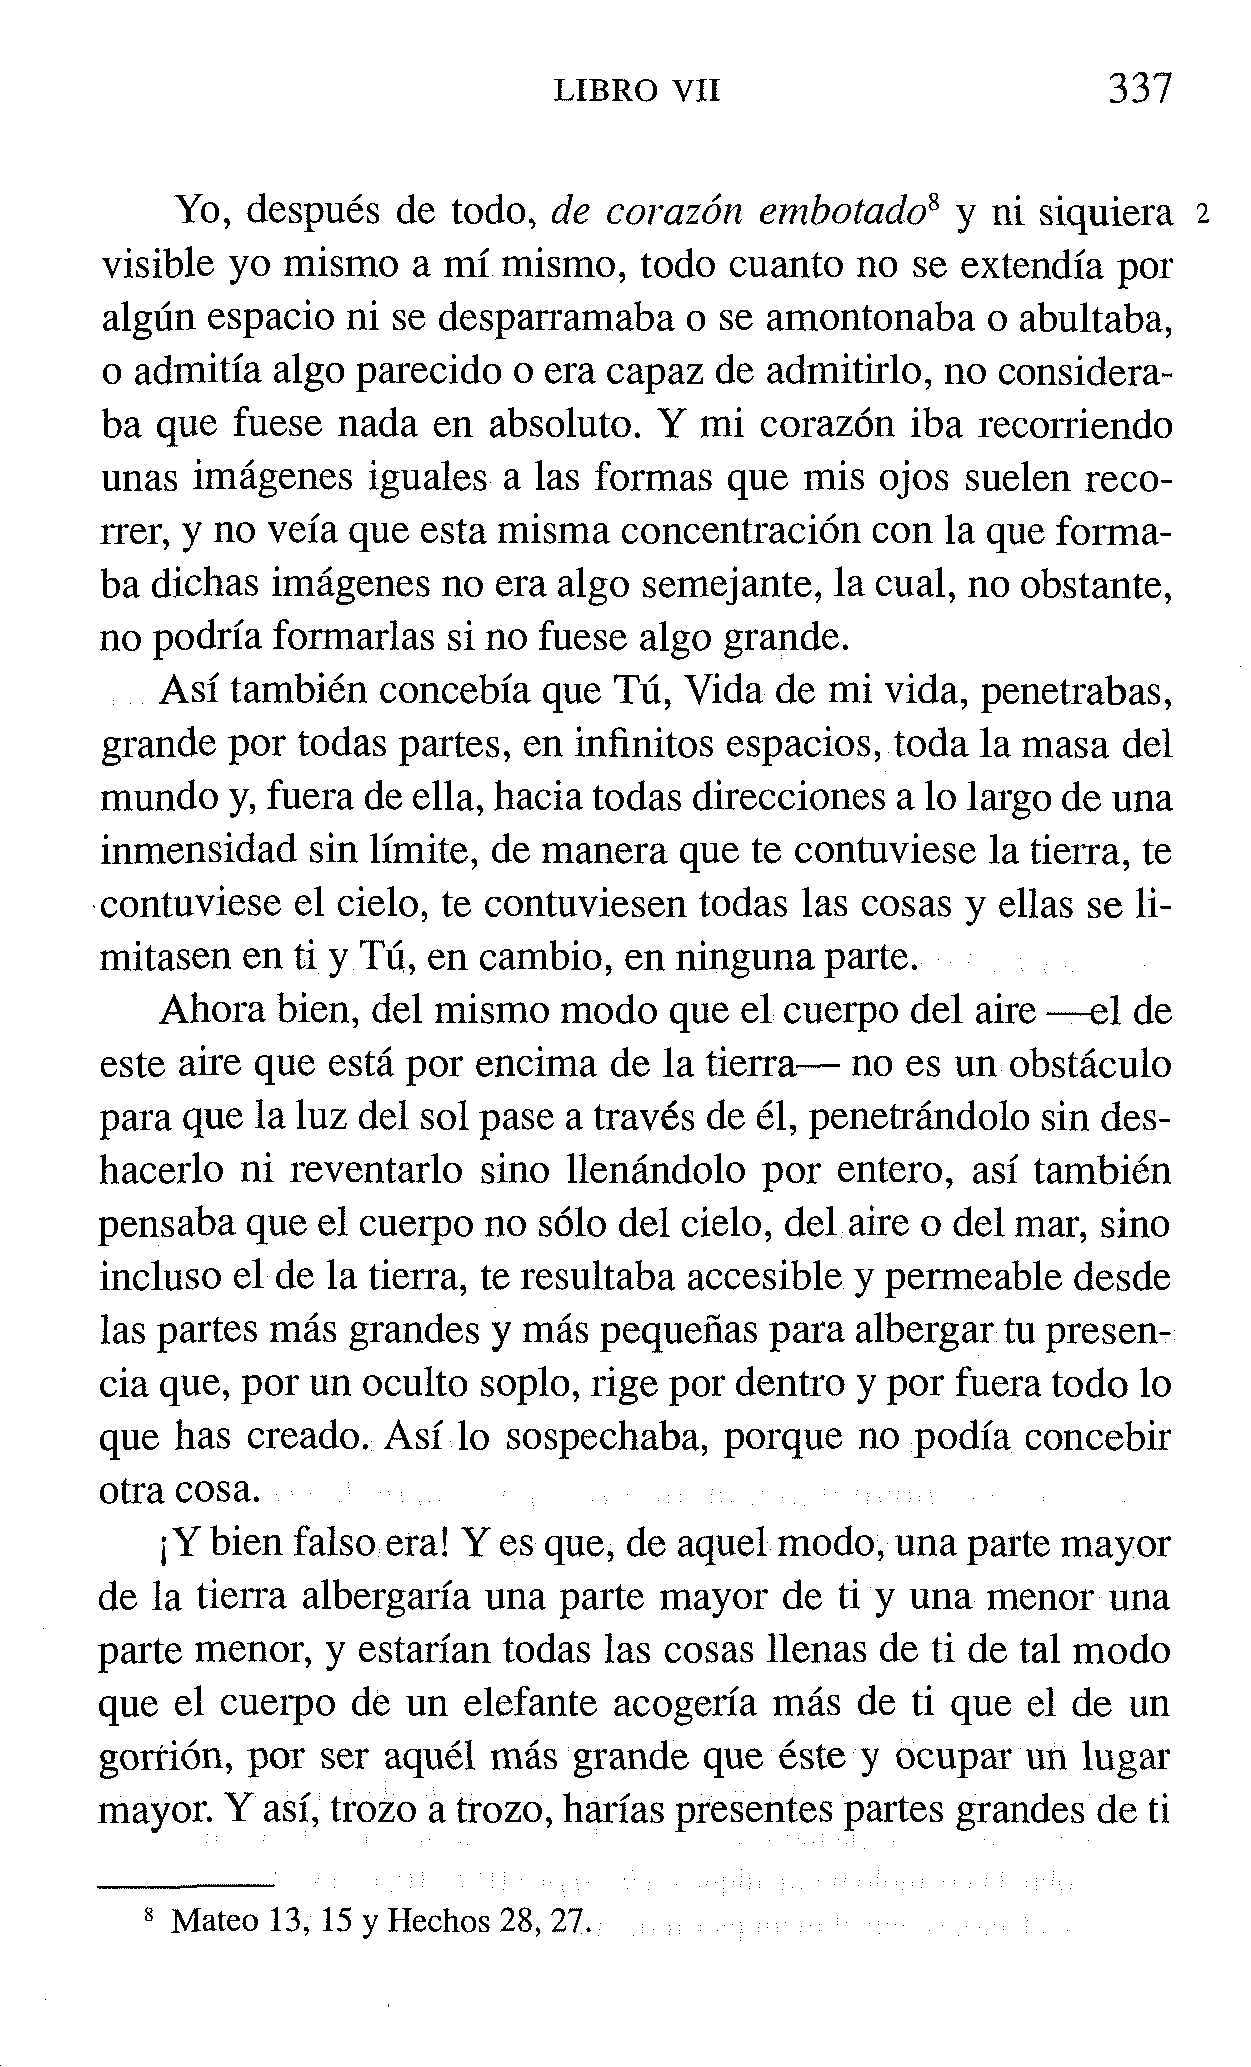 LIBRO VII 337
Yo, después de todo, de corazón embotado⁸ y ni siquiera 2
visible yo mismo a mí mismo, todo cuanto no se extendía por
algún espacio ni se desparramaba o se amontonaba o abultaba,
o admitía algo parecido o era capaz de admitirlo, no considera-
ba que fuese nada en absoluto. Y mi corazón iba recorriendo
unas imágenes iguales a las formas que mis ojos suelen reco-
rrer, y no veía que esta misma concentración con la que forma-
ba dichas imágenes no era algo semejante, la cual, no obstante,
no podría formarlas si no fuese algo grande.
Así también concebía que Tú, Vida de mi vida, penetrabas,
grande por todas partes, en infinitos espacios, toda la masa del
mundo y, fuera de ella, hacia todas direcciones a lo largo de una
inmensidad sin límite, de manera que te contuviese la tierra, te
contuviese el cielo, te contuviesen todas las cosas y ellas se li-
mitasen en ti y Tú, en cambio, en ninguna parte.
Ahora bien, del mismo modo que el cuerpo del aire —el de
este aire que está por encima de la tierra— no es un obstáculo
para que la luz del sol pase a través de él, penetrándolo sin des-
hacerlo ni reventarlo sino llenándolo por entero, así también
pensaba que el cuerpo no sólo del cielo, del aire o del mar, sino
incluso el de la tierra, te resultaba accesible y permeable desde
las partes más grandes y más pequeñas para albergar tu presen-
cia que, por un oculto soplo, rige por dentro y por fuera todo lo
que has creado. Así lo sospechaba, porque no podía concebir
otra cosa.
¡Y bien falso era! Y es que, de aquel modo, una parte mayor
de la tierra albergaría una parte mayor de ti y una menor una
parte menor, y estarían todas las cosas llenas de ti de tal modo
que el cuerpo de un elefante acogería más de ti que el de un
gorrión, por ser aquél más grande que éste y ocupar un lugar
mayor. Y así, trozo a trozo, harías presentes partes grandes de ti
⁸ Mateo 13, 15 y Hechos 28, 27.